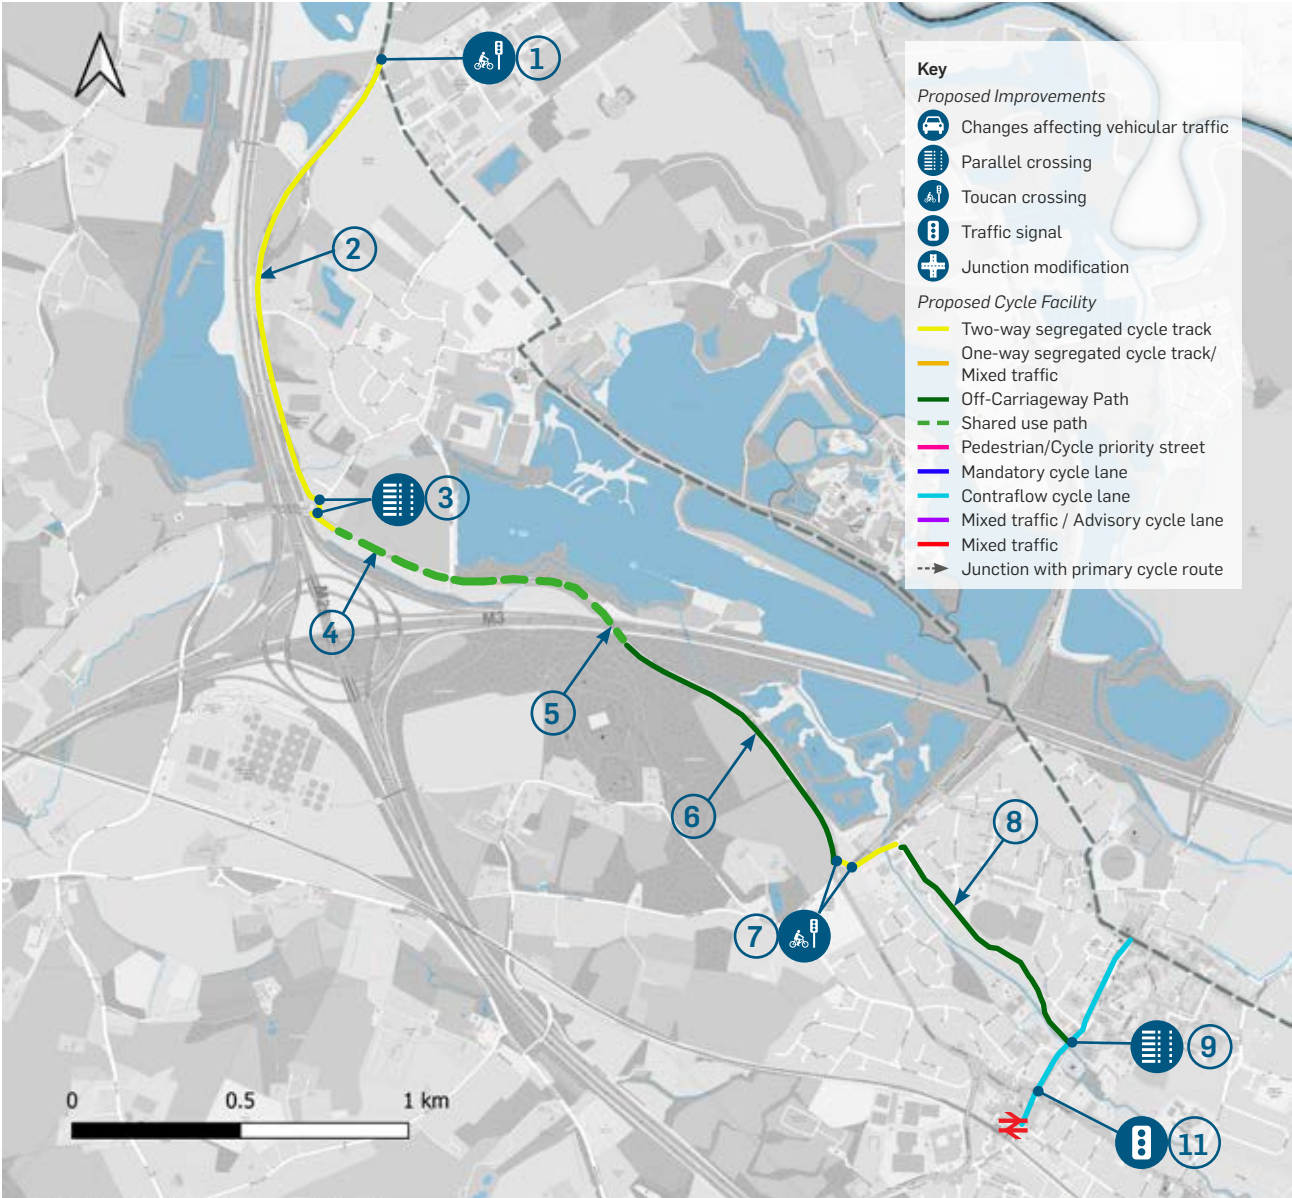 1
Key
Proposed Improvements
Changes affecting vehicular traffic
Parallel crossing
Toucan crossing
Traffic signal
Junction modification
Proposed Cycle Facility
Two-way segregated cycle track
One-way segregated cycle track/
Mixed traffic
Off-Carriageway Path
Shared use path
Pedestrian/Cycle priority street
Mandatory cycle lane
Contraflow cycle lane
Mixed traffic / Advisory cycle lane
Mixed traffic
Junction with primary cycle route
2
3
4
M3
5
6
8
7
9
11
0 0.5 1 km